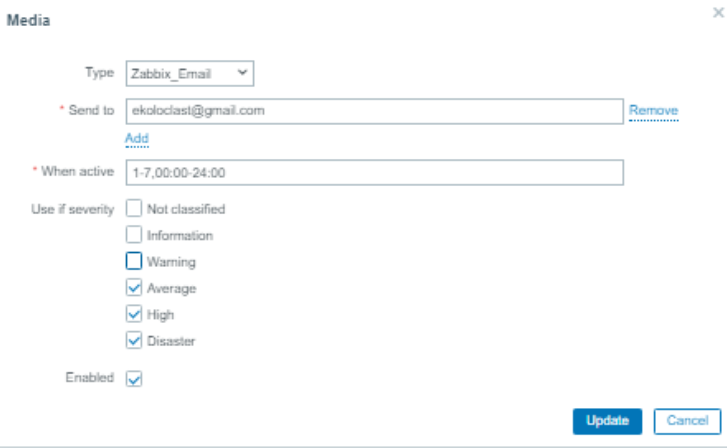 Media
Type Zabbix_Email
* Send to ekoloclast@gmail.com Remove
Add
* When active 1-7,00:00-24:00
Use if severity Not classified
Information
Warning
Average
High
Disaster
Enabled
Update Cancel